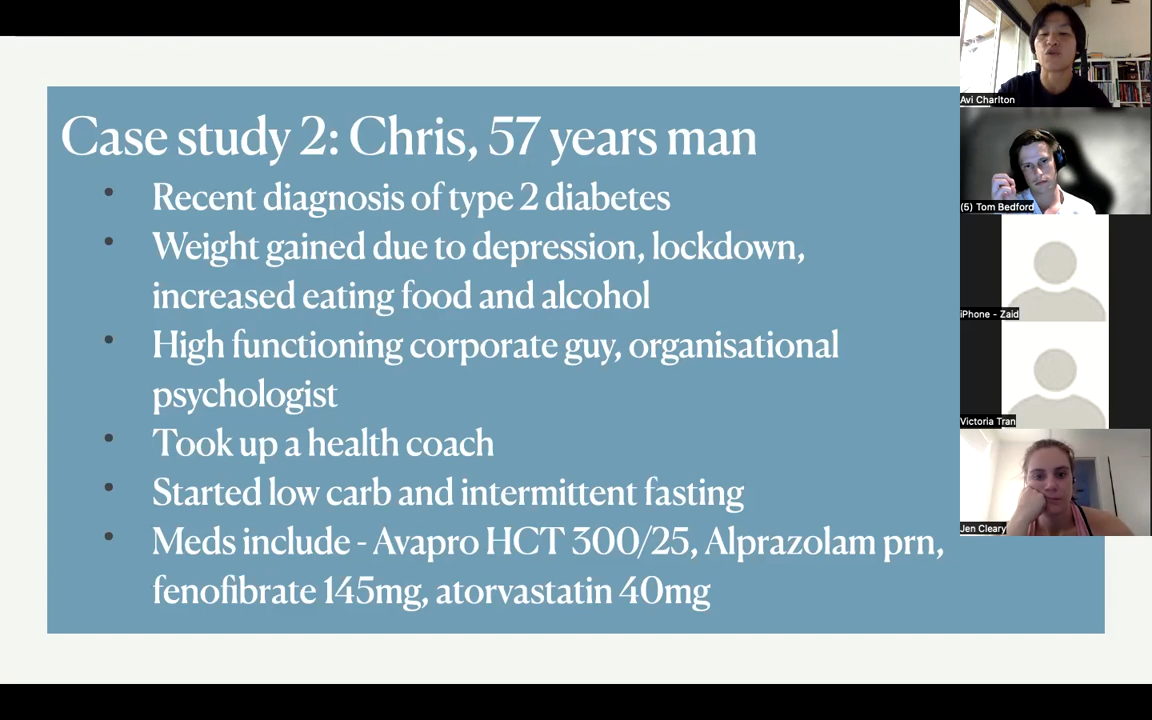 Case study 2: Chris, 57 years man
• Recent diagnosis of type 2 diabetes
• Weight gained due to depression, lockdown,
increased eating food and alcohol
• High functioning corporate guy, organisational
psychologist
• Took up a health coach
• Started low carb and intermittent fasting
• Meds include - Avapro HCT 300/25, Alprazolam prn,
fenofibrate 145mg, atorvastatin 40mg
Avi Charlton
(5) Tom Bedford
iPhone - Zaid
Victoria Tran
Jen Cleary